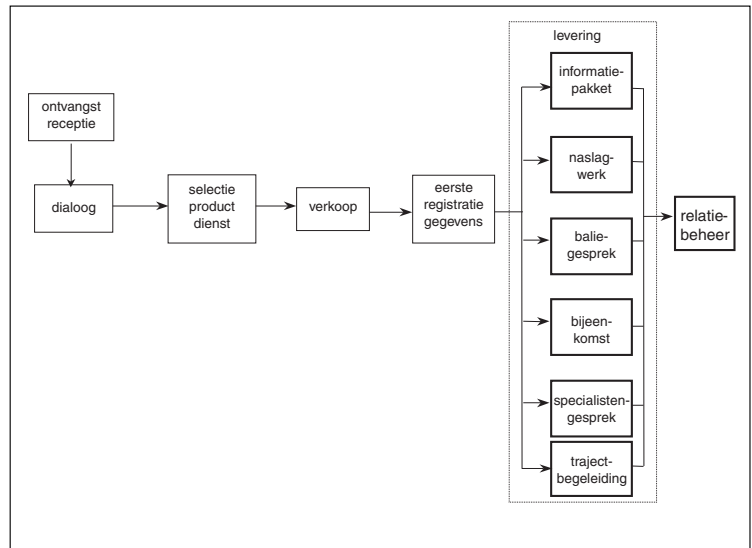 ontvangst
receptie
dialoog
selectie
product
dienst
verkoop
eerste
registratie
gegevens
levering
informatie-
pakket
naslag-
werk
balie-
gesprek
bijeen-
komst
specialisten-
gesprek
traject-
begeleiding
relatie-
beheer